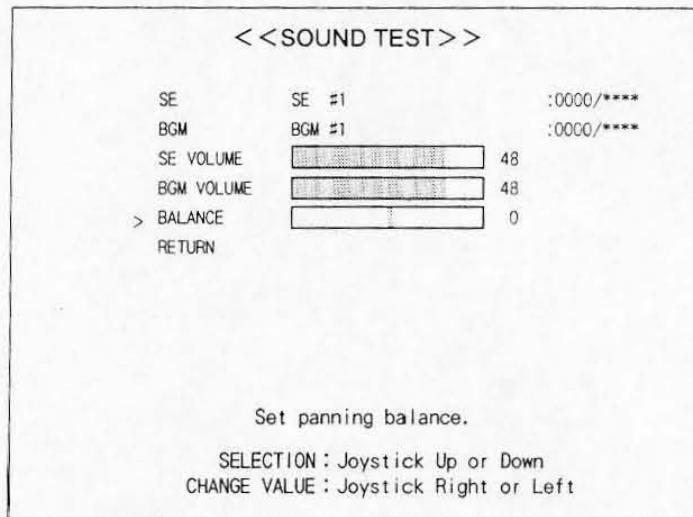 <<SOUND TEST>>
SE SE #1 :0000/****
BGM BGM #1 :0000/****
SE VOLUME 48
BGM VOLUME 48
> BALANCE 0
RETURN
Set panning balance.
SELECTION : Joystick Up or Down
CHANGE VALUE : Joystick Right or Left